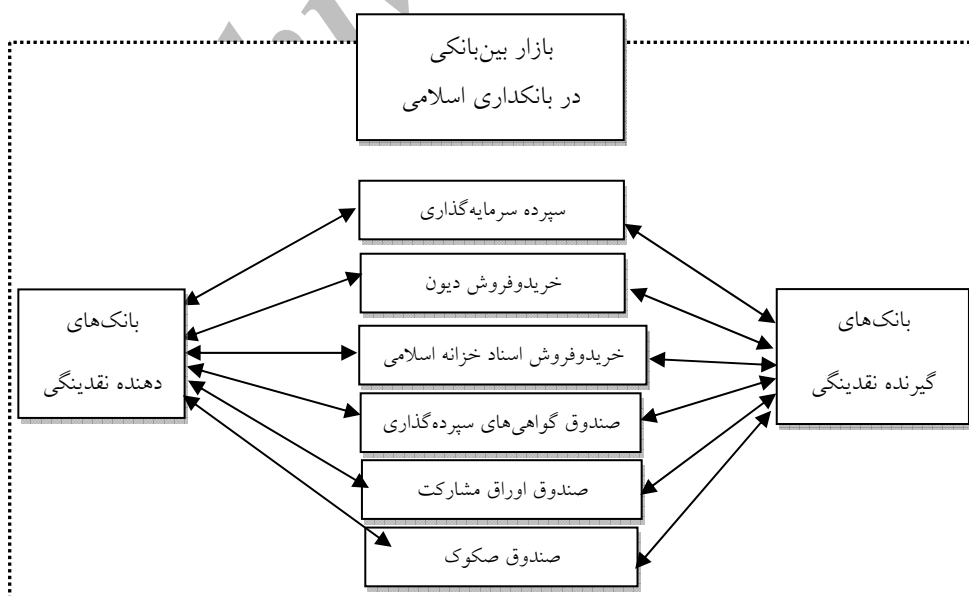 بازار بین‌بانکی
در بانکداری اسلامی
سپرده سرمایه‌گذاری
خریدوفروش دیون
بانک‌های
گیرنده نقدینگی
بانک‌های
دهنده نقدینگی
خریدوفروش اسناد خزانه اسلامی
صندوق گواهی‌های سپرده‌گذاری
صندوق اوراق مشارکت
صندوق صکوک